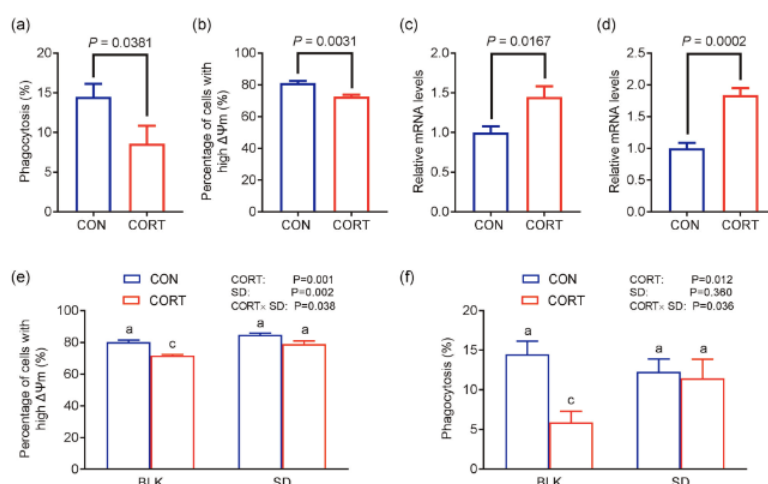 (a)
P = 0.0381
Phagocytosis (%)
20
15
10
5
0
CON
CORT
(b)
P = 0.0031
Percentage of cells with
high ΔΨm (%)
100
80
60
40
20
0
CON
CORT
(c)
P = 0.0167
Relative mRNA levels
2.0
1.5
1.0
0.5
0.0
CON
CORT
(d)
P = 0.0002
Relative mRNA levels
2.0
1.5
1.0
0.5
0.0
CON
CORT
(e)
CON
CORT
CORT: P=0.001
SD: P=0.002
CORT× SD: P=0.038
Percentage of cells with
high ΔΨm (%)
100
80
60
40
20
0
a
c
a
a
BLK
SD
(f)
CON
CORT
CORT: P=0.012
SD: P=0.360
CORT× SD: P=0.036
Phagocytosis (%)
20
15
10
5
0
a
c
a
a
BLK
SD